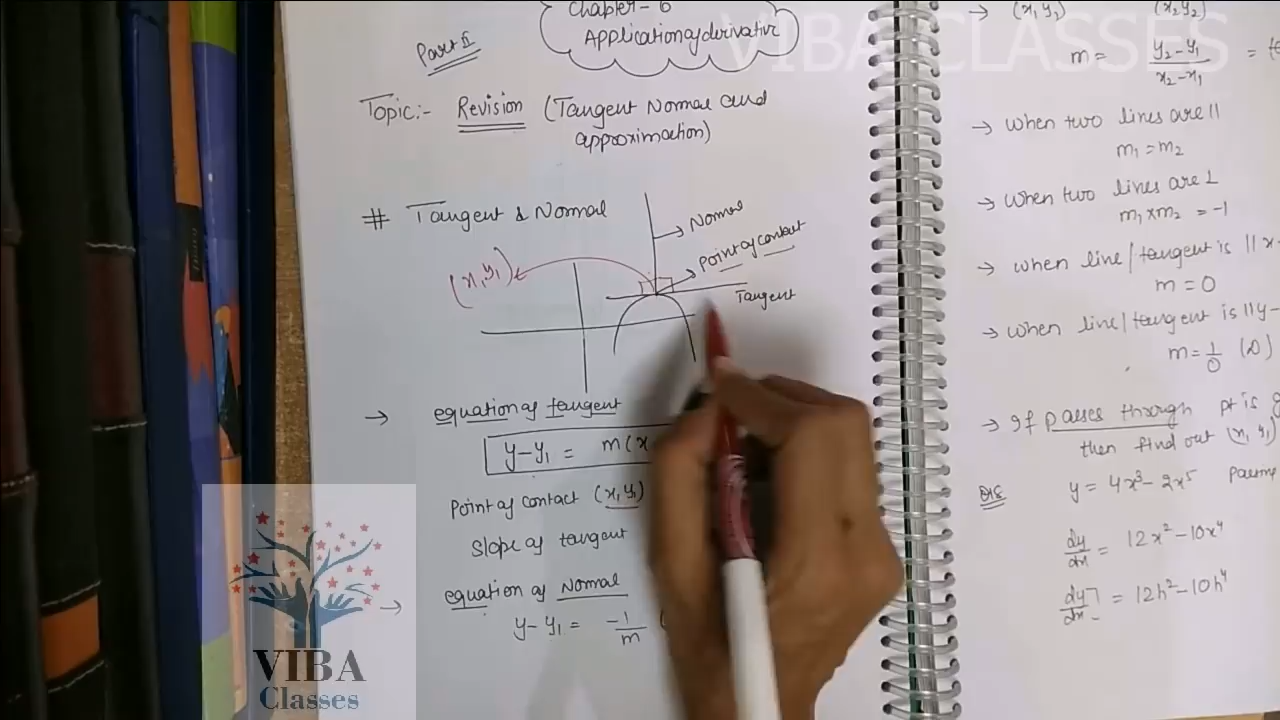 Chapter-6
Application of derivative
Part II
Topic:- Revision (Tangent Normal and
approximation)
# Tangent & Normal
Normal
Point of contact
(x, y₁)
Tangent
→ equation of tangent
y-y₁ = m(x
Point of contact (x, y₁)
Slope of tangent
→ equation of Normal
y-y₁ = -1/m (
→ (x₁ y₁) (x₂ y₂)
m = y₂-y₁/x₂-x₁ =
→ when two lines are ||
m₁ = m₂
→ when two lines are ⊥
m₁ x m₂ = -1
→ when line/tangent is || x-
m = 0
→ when line/tangent is || y-
m = 1/0 (∞)
→ If passes through pt is
then find out (x₁ y₁)
y = 4x³ - 2x⁵
dy/dx = 12x² - 10x⁴
dy/dx] = 12h² - 10h⁴
VIBA CLASSES
VIBA
Classes